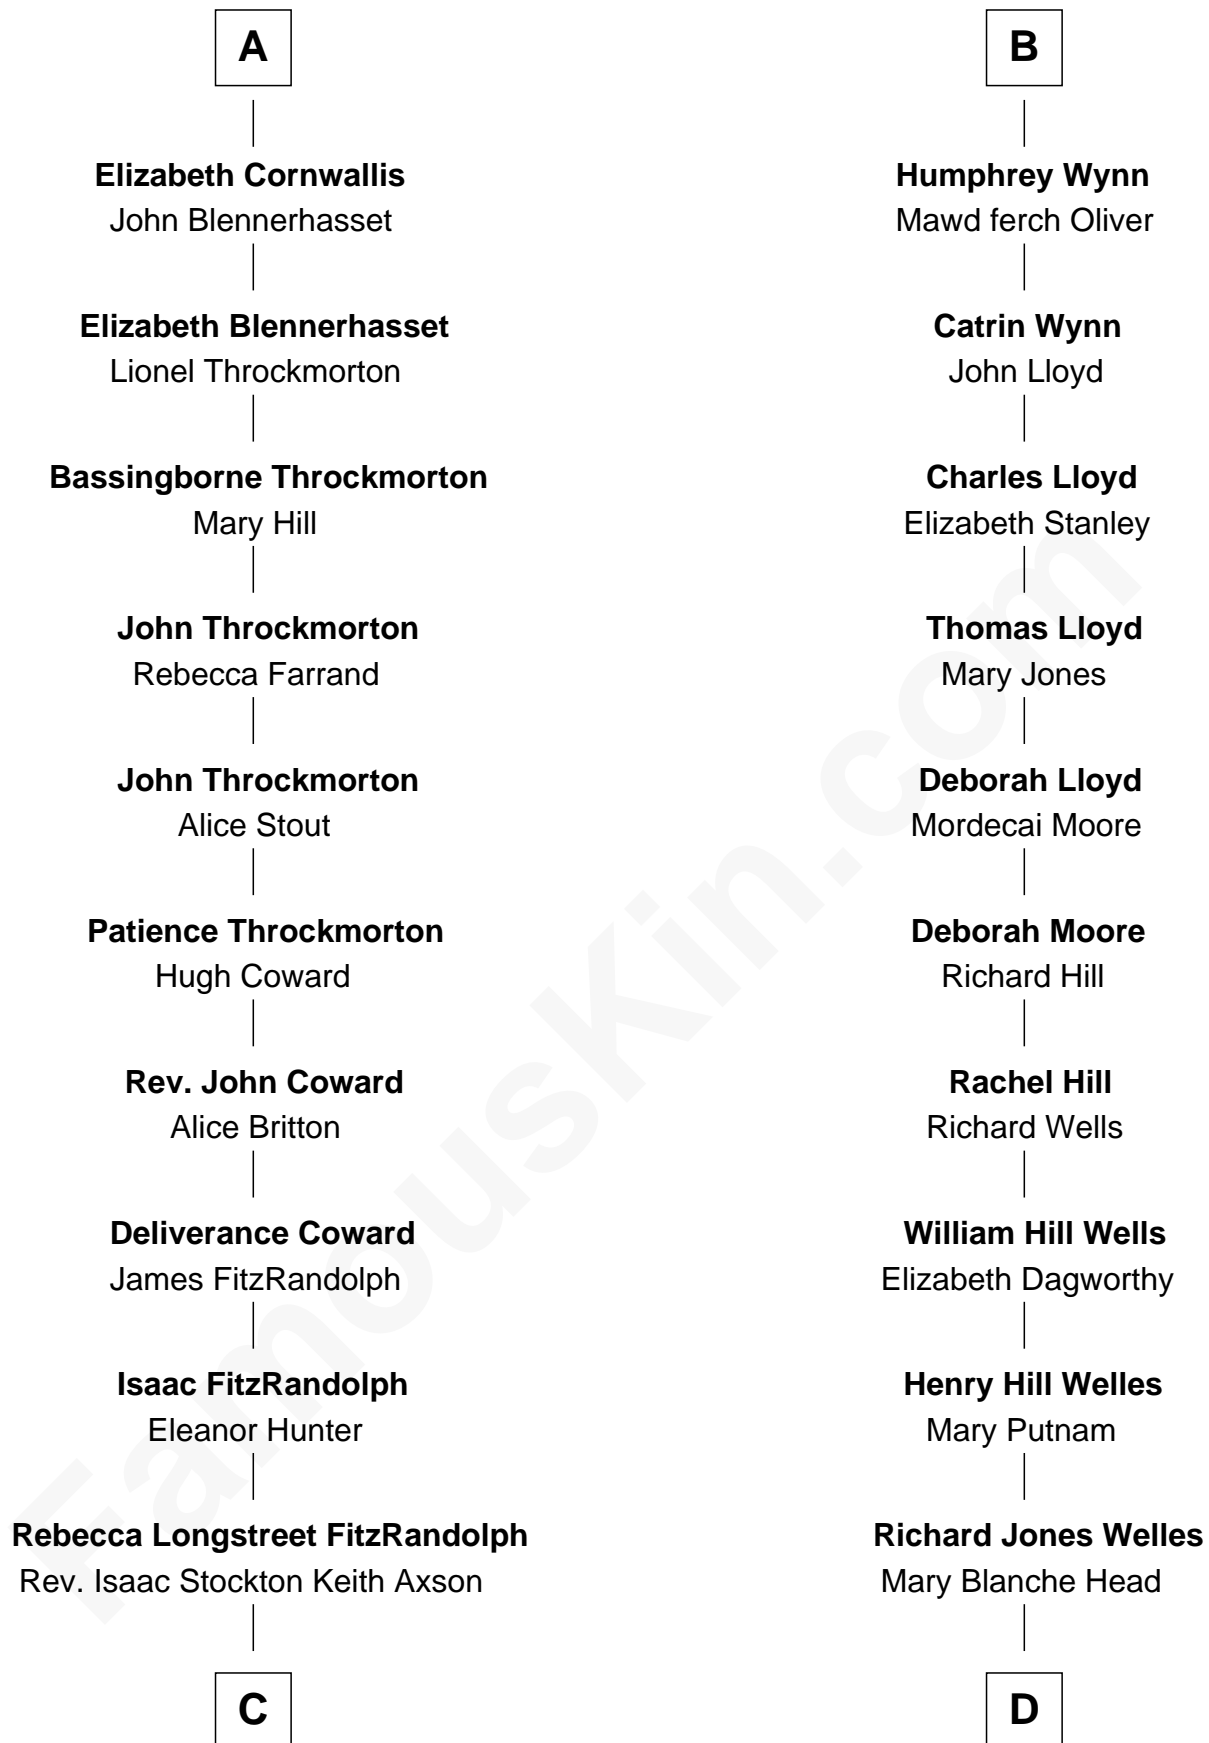 A
Elizabeth Cornwallis
John Blennerhasset
Elizabeth Blennerhasset
Lionel Throckmorton
Bassingborne Throckmorton
Mary Hill
John Throckmorton
Rebecca Farrand
John Throckmorton
Alice Stout
Patience Throckmorton
Hugh Coward
Rev. John Coward
Alice Britton
Deliverance Coward
James FitzRandolph
Isaac FitzRandolph
Eleanor Hunter
Rebecca Longstreet FitzRandolph
Rev. Isaac Stockton Keith Axson
C
B
Humphrey Wynn
Mawd ferch Oliver
Catrin Wynn
John Lloyd
Charles Lloyd
Elizabeth Stanley
Thomas Lloyd
Mary Jones
Deborah Lloyd
Mordecai Moore
Deborah Moore
Richard Hill
Rachel Hill
Richard Wells
William Hill Wells
Elizabeth Dagworthy
Henry Hill Welles
Mary Putnam
Richard Jones Welles
Mary Blanche Head
D
FamousKin.com